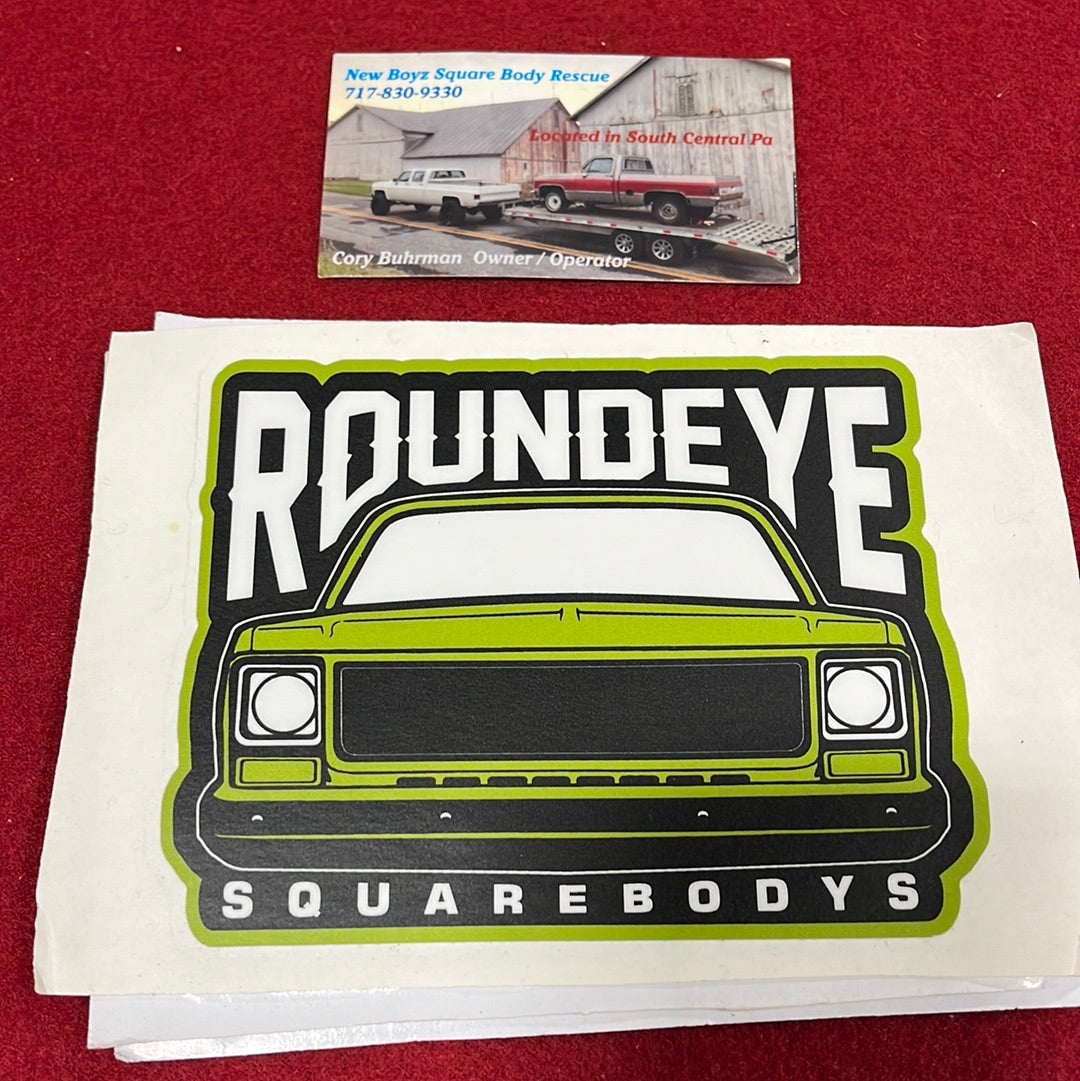 New Boyz Square Body Rescue
717-830-9330
Located in South Central Pa
Cory Buhrman Owner / Operator
ROUNDEYE
SQUAREBODYS